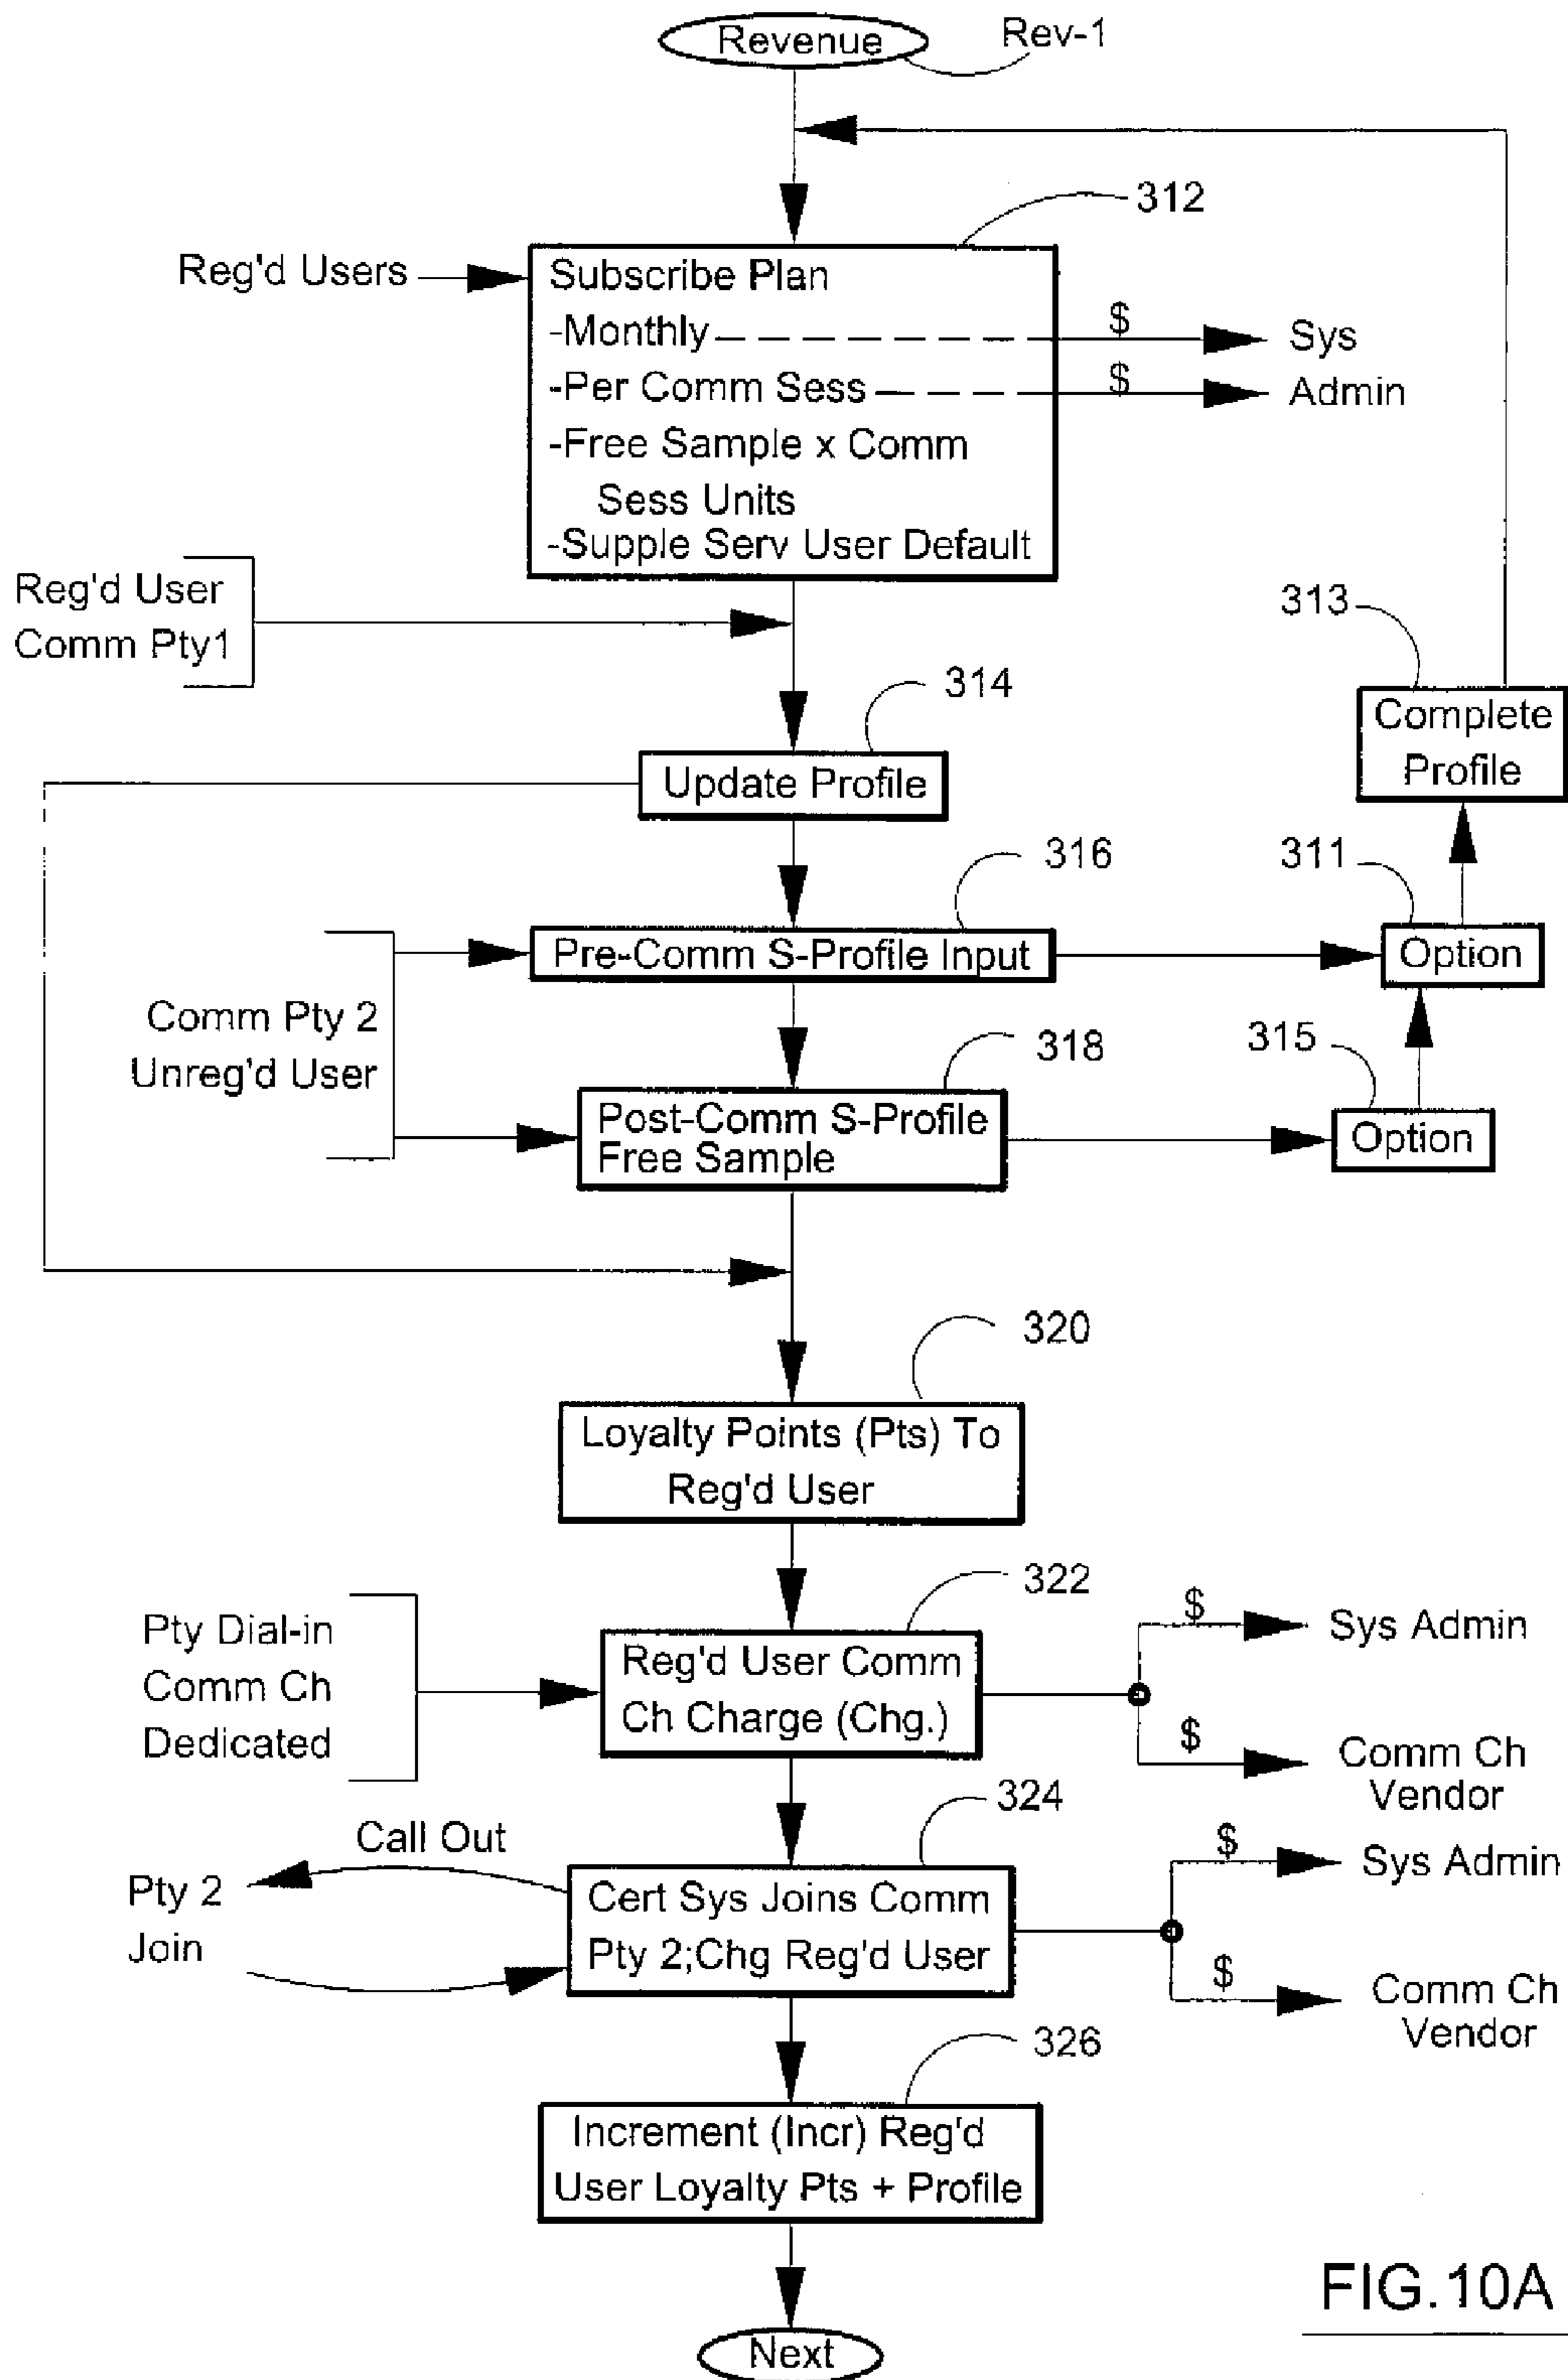 Revenue
Rev-1
312
Reg'd Users
Subscribe Plan
-Monthly
$
Sys
-Per Comm Sess
$
Admin
-Free Sample x Comm
Sess Units
-Supple Serv User Default
Reg'd User
Comm Pty1
313
Complete
Profile
314
Update Profile
316
311
Pre-Comm S-Profile Input
Option
Comm Pty 2
Unreg'd User
318
315
Post-Comm S-Profile
Free Sample
Option
320
Loyalty Points (Pts) To
Reg'd User
322
Pty Dial-in
Comm Ch
Dedicated
Reg'd User Comm
Ch Charge (Chg.)
$
Sys Admin
$
Comm Ch
Vendor
324
Call Out
Pty 2
Join
Cert Sys Joins Comm
Pty 2;Chg Reg'd User
$
Sys Admin
$
Comm Ch
Vendor
326
Increment (Incr) Reg'd
User Loyalty Pts + Profile
Next
FIG.10A